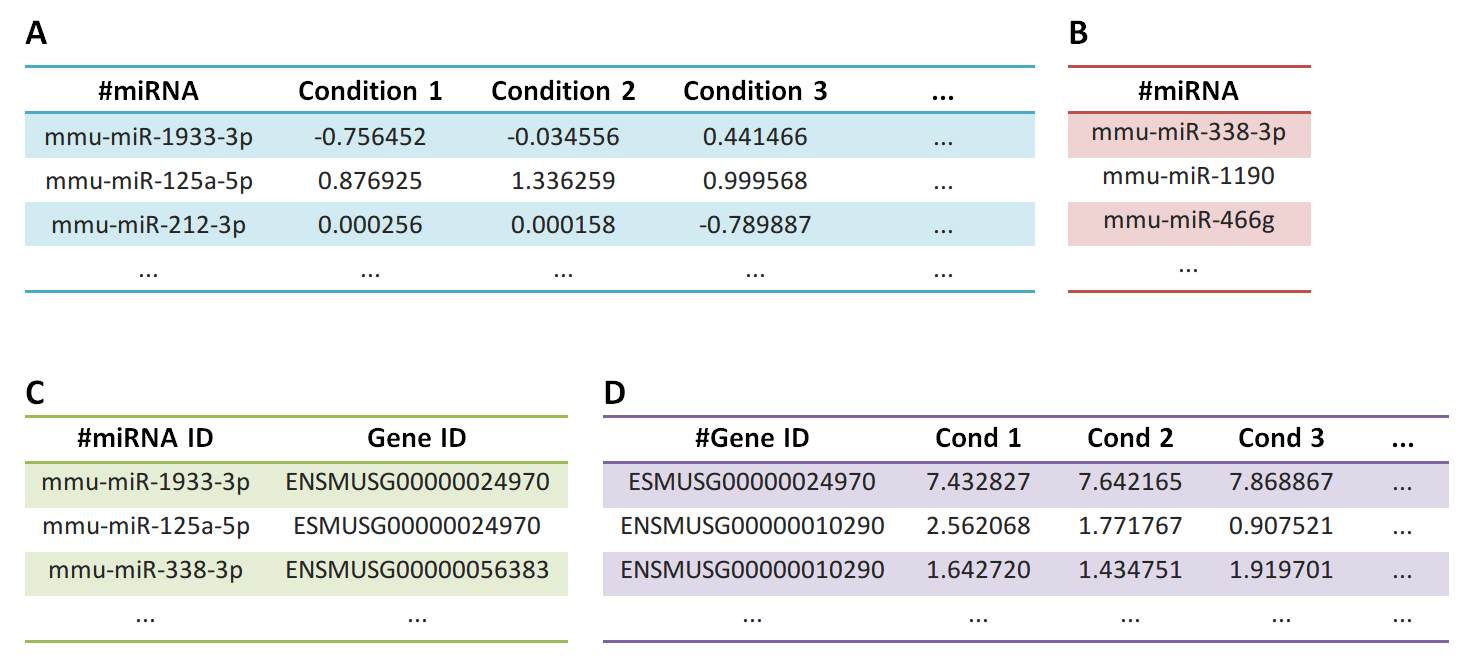 A
#miRNA Condition 1 Condition 2 Condition 3 ...
mmu-miR-1933-3p -0.756452 -0.034556 0.441466 ...
mmu-miR-125a-5p 0.876925 1.336259 0.999568 ...
mmu-miR-212-3p 0.000256 0.000158 -0.789887 ...
... ... ... ... ...
B
#miRNA
mmu-miR-338-3p
mmu-miR-1190
mmu-miR-466g
...
C
#miRNA ID Gene ID
mmu-miR-1933-3p ENSMUSG00000024970
mmu-miR-125a-5p ESMUSG00000024970
mmu-miR-338-3p ENSMUSG00000056383
... ...
D
#Gene ID Cond 1 Cond 2 Cond 3 ...
ESMUSG00000024970 7.432827 7.642165 7.868867 ...
ENSMUSG00000010290 2.562068 1.771767 0.907521 ...
ENSMUSG00000010290 1.642720 1.434751 1.919701 ...
... ... ... ... ...